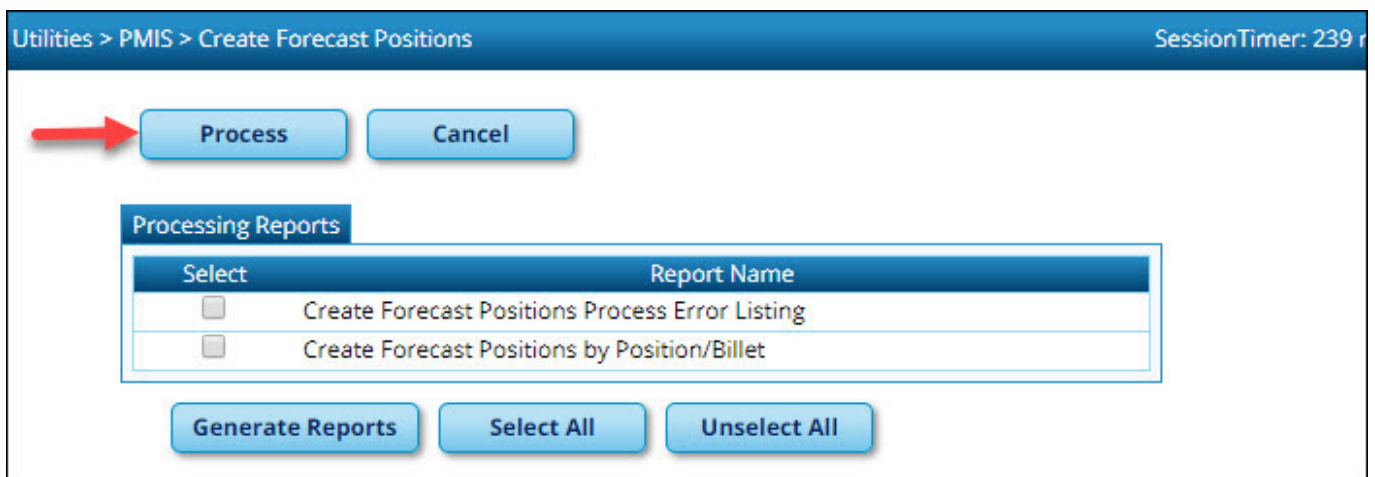 Utilities > PMIS > Create Forecast Positions SessionTimer: 239
Process Cancel
Processing Reports
Select Report Name
Create Forecast Positions Process Error Listing
Create Forecast Positions by Position/Billet
Generate Reports Select All Unselect All